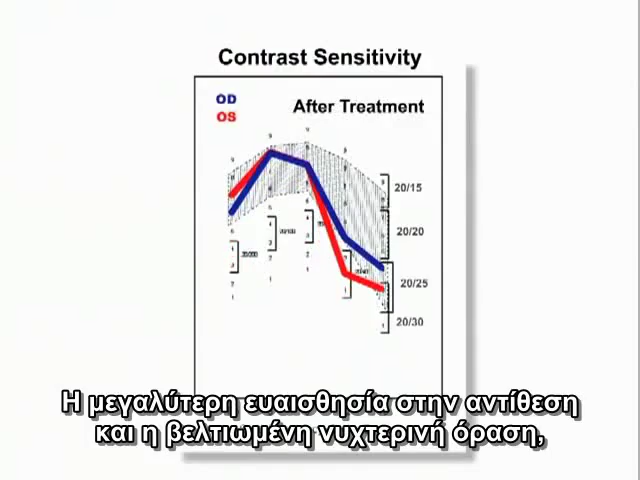 Contrast Sensitivity
OD
OS
After Treatment
20/15
20/20
20/25
20/30
Η μεγαλύτερη ευαισθησία στην αντίθεση
και η βελτιωμένη νυχτερινή όραση,